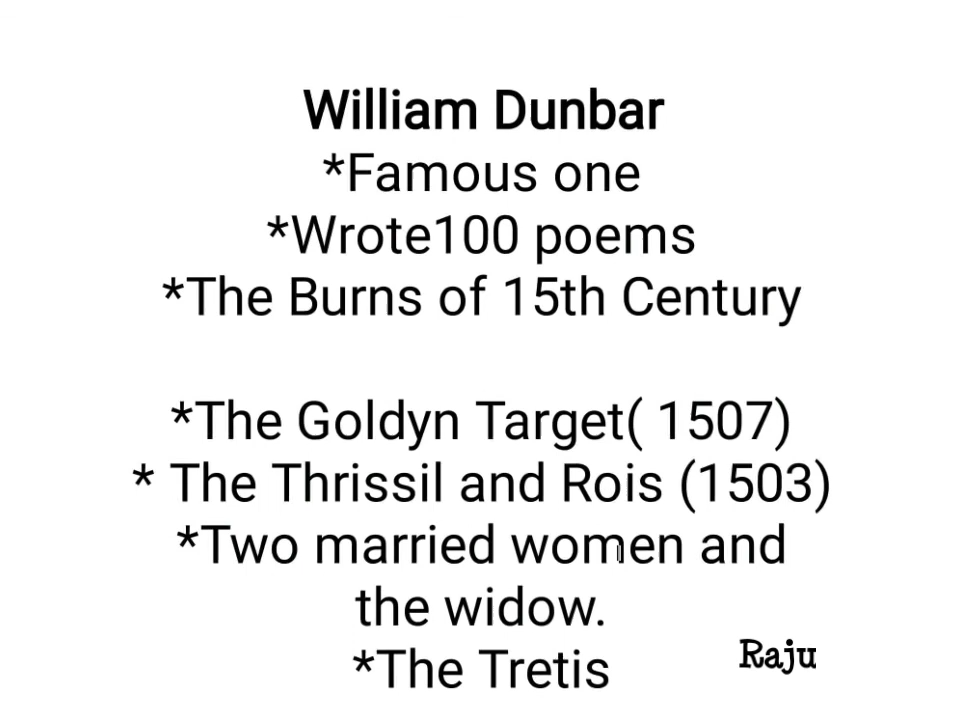 William Dunbar
*Famous one
*Wrote100 poems
*The Burns of 15th Century
*The Goldyn Target( 1507)
* The Thrissil and Rois (1503)
*Two married women and
the widow.
*The Tretis
Raju